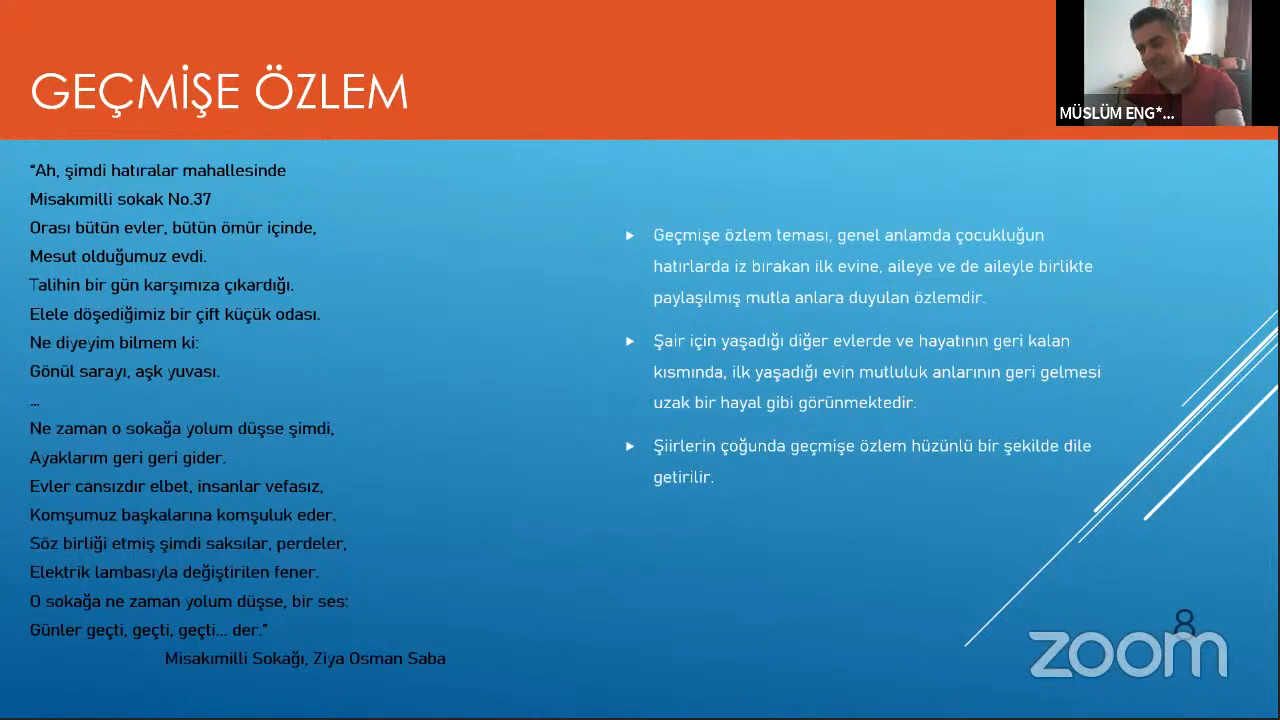 GEÇMİŞE ÖZLEM
MÜSLÜM ENG*...
“Ah, şimdi hatıralar mahallesinde
Misakımilli sokak No.37
Orası bütün evler, bütün ömür içinde,
Mesut olduğumuz evdi.
Talihin bir gün karşımıza çıkardığı.
Elele döşediğimiz bir çift küçük odası.
Ne diyeyim bilmem ki:
Gönül sarayı, aşk yuvası.
...
Ne zaman o sokağa yolum düşse şimdi,
Ayaklarım geri geri gider.
Evler cansızdır elbet, insanlar vefasız,
Komşumuz başkalarına komşuluk eder.
Söz birliği etmiş şimdi saksılar, perdeler,
Elektrik lambasıyla değiştirilen fener.
O sokağa ne zaman yolum düşse, bir ses:
Günler geçti, geçti, geçti... der.”
Misakımilli Sokağı, Ziya Osman Saba
Geçmişe özlem teması, genel anlamda çocukluğun
hatırlarda iz bırakan ilk evine, aileye ve de aileyle birlikte
paylaşılmış mutla anlara duyulan özlemdir.
Şair için yaşadığı diğer evlerde ve hayatının geri kalan
kısmında, ilk yaşadığı evin mutluluk anlarının geri gelmesi
uzak bir hayal gibi görünmektedir.
Şiirlerin çoğunda geçmişe özlem hüzünlü bir şekilde dile
getirilir.
8
zoom